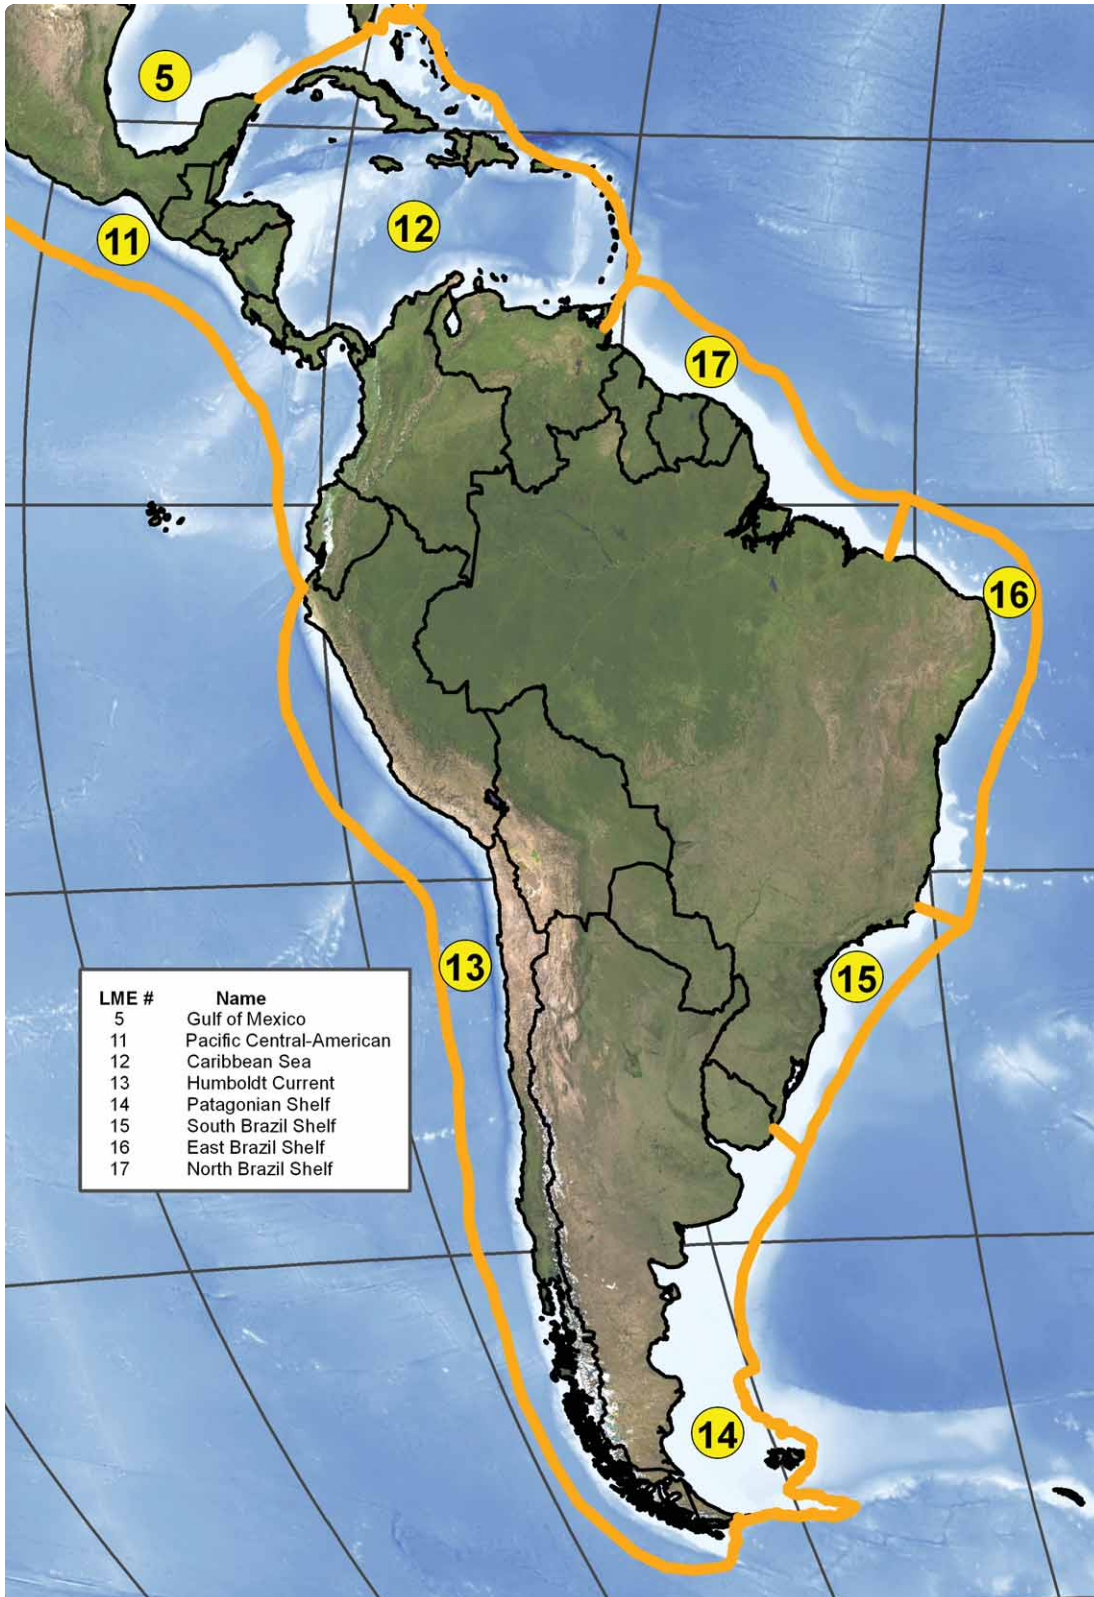 5
12
11
17
16
13
15
14
LME # Name
5 Gulf of Mexico
11 Pacific Central-American
12 Caribbean Sea
13 Humboldt Current
14 Patagonian Shelf
15 South Brazil Shelf
16 East Brazil Shelf
17 North Brazil Shelf